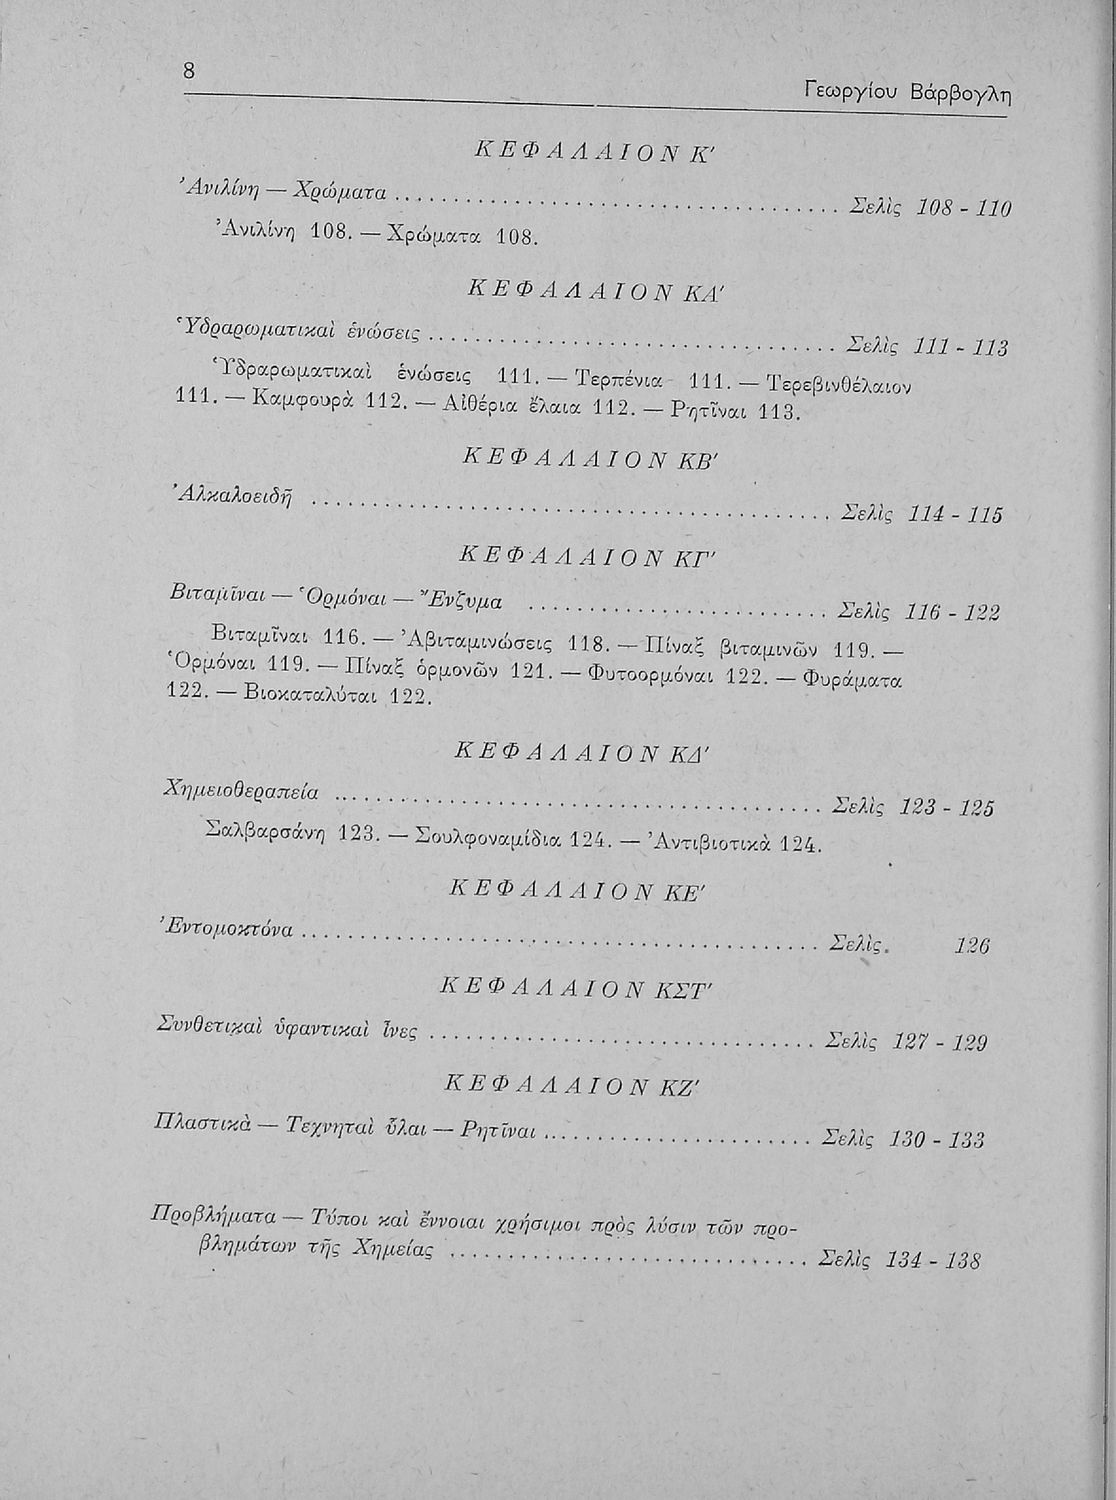 8
Γεωργίου Βάρβογλη
ΚΕΦΑΛΑΙΟΝ Κ'
Ἀνιλίνη — Χρώματα ........................................ Σελὶς 108 - 110
Ἀνιλίνη 108. — Χρώματα 108.
ΚΕΦΑΛΑΙΟΝ ΚΑ'
Ὑδραρωματικαὶ ἑνώσεις .................................... Σελὶς 111 - 113
Ὑδραρωματικαὶ ἑνώσεις 111. — Τερπένια 111. — Τερεβινθέλαιον
111. — Καμφουρὰ 112. — Αἰθέρια ἔλαια 112. — Ρητῖναι 113.
ΚΕΦΑΛΑΙΟΝ ΚΒ'
Ἀλκαλοειδῆ .............................................. Σελὶς 114 - 115
ΚΕΦΑΛΑΙΟΝ ΚΓ'
Βιταμῖναι — Ὁρμόναι — Ἔνζυμα ........................... Σελὶς 116 - 122
Βιταμῖναι 116. — Ἀβιταμινώσεις 118. — Πίναξ βιταμινῶν 119. —
Ὁρμόναι 119. — Πίναξ ὁρμονῶν 121. — Φυτοορμόναι 122. — Φυράματα
122. — Βιοκαταλύται 122.
ΚΕΦΑΛΑΙΟΝ ΚΔ'
Χημειοθεραπεία ........................................... Σελὶς 123 - 125
Σαλβαρσάνη 123. — Σουλφοναμίδια 124. — Ἀντιβιοτικὰ 124.
ΚΕΦΑΛΑΙΟΝ ΚΕ'
Ἐντομοκτόνα .............................................. Σελὶς. 126
ΚΕΦΑΛΑΙΟΝ ΚΣΤ'
Συνθετικαὶ ὑφαντικαὶ ἶνες .................................. Σελὶς 127 - 129
ΚΕΦΑΛΑΙΟΝ ΚΖ'
Πλαστικὰ — Τεχνηταὶ ὗλαι — Ρητῖναι ........................ Σελὶς 130 - 133
Προβλήματα — Τύποι καὶ ἔννοιαι χρήσιμοι πρὸς λύσιν τῶν προ-
βλημάτων τῆς Χημείας ................................ Σελὶς 134 - 138